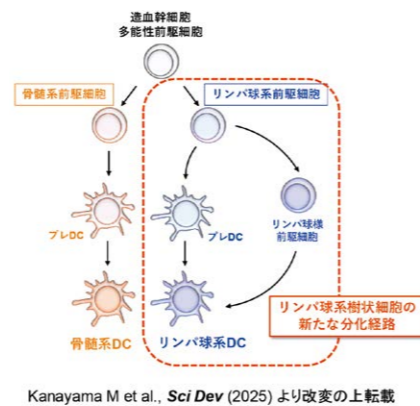 造血幹細胞
多能性前駆細胞
骨髄系前駆細胞
リンパ球系前駆細胞
プレDC
プレDC
リンパ球様
前駆細胞
骨髄系DC
リンパ球系DC
リンパ球系樹状細胞の
新たな分化経路
Kanayama M et al., Sci Dev (2025) より改変の上転載